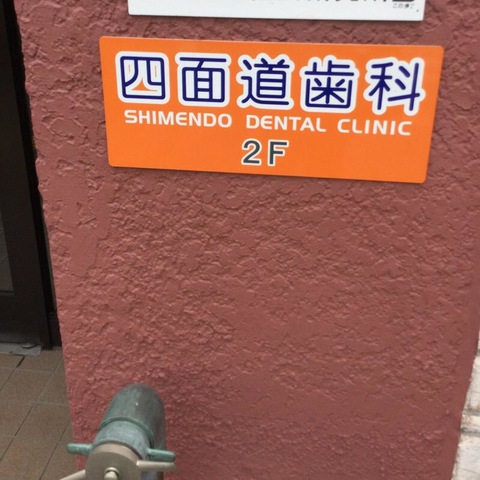 四面道歯科
SHIMENDO DENTAL CLINIC
2F